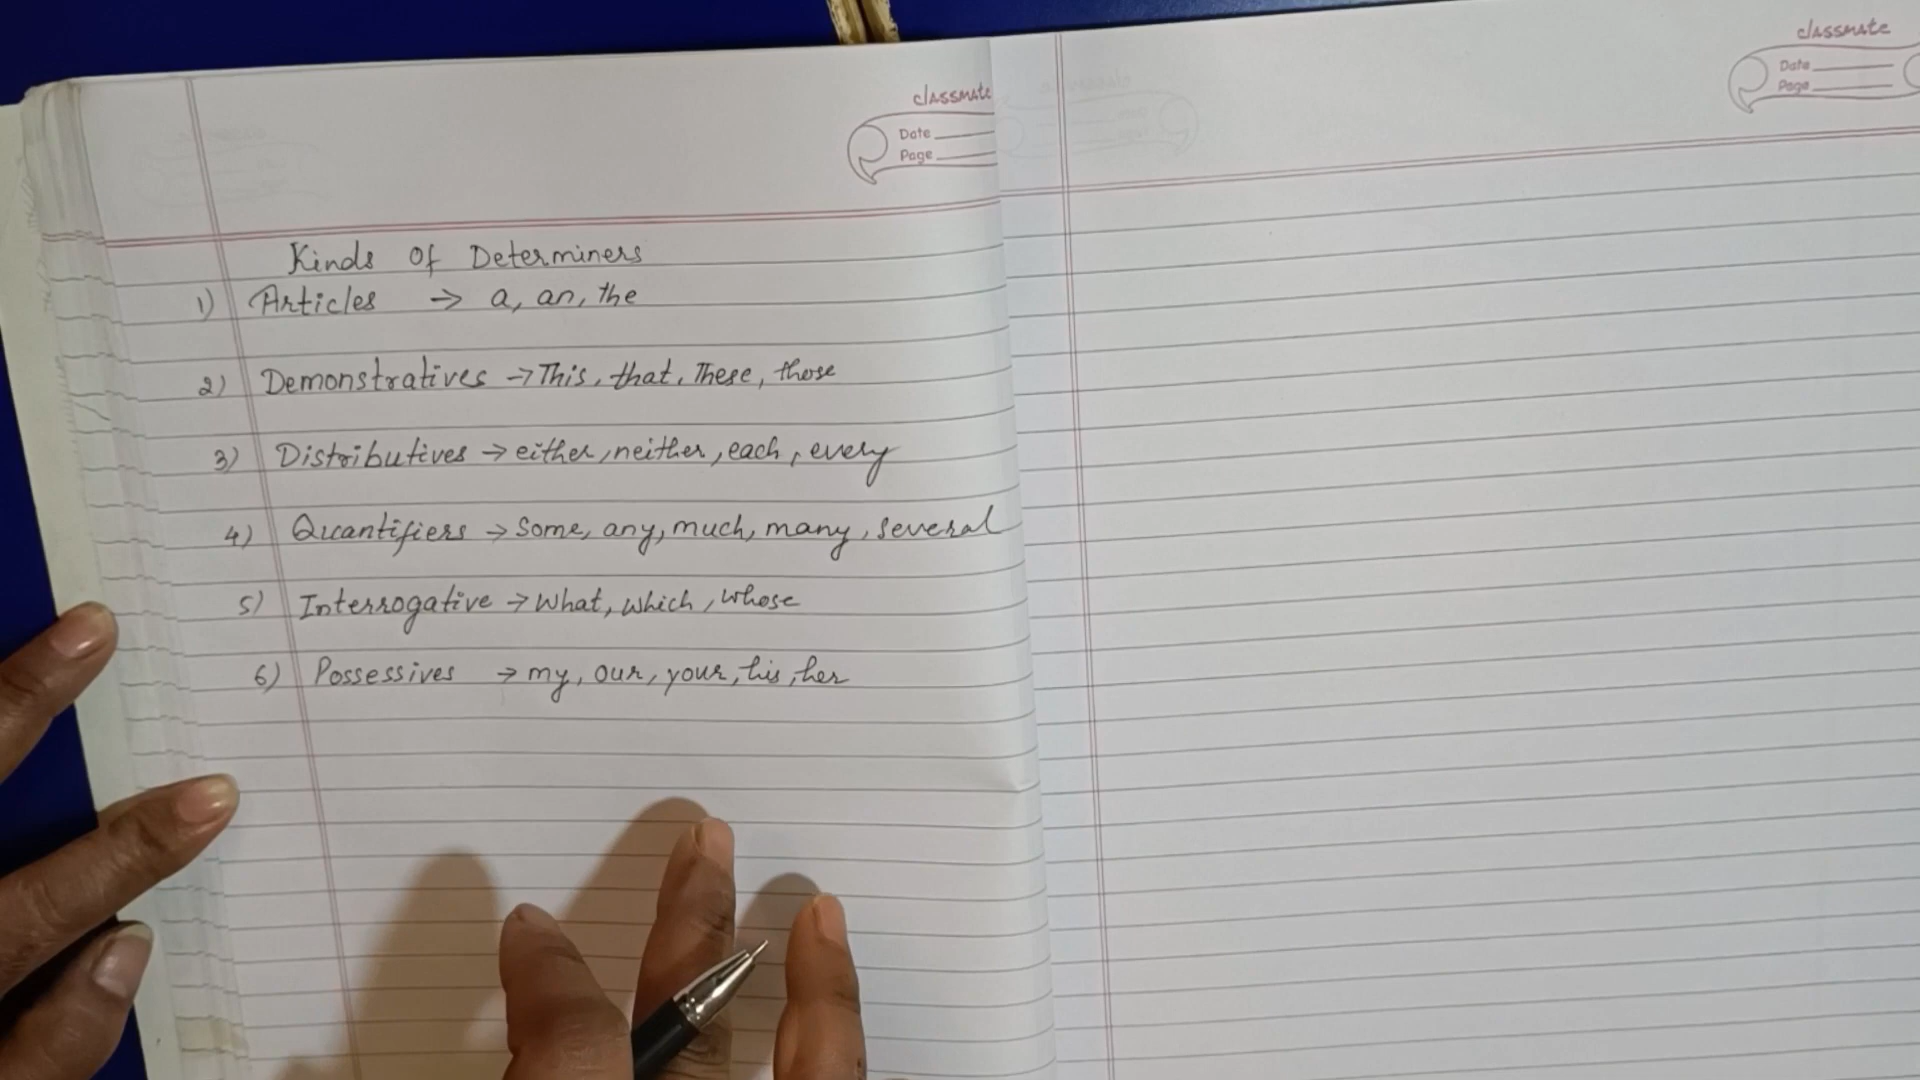 classmate
Date
Page
Kinds of Determiners
1) Articles → a, an, the
2) Demonstratives → This, that, These, those
3) Distributives → either, neither, each, every
4) Quantifiers → Some, any, much, many, several
5) Interrogative → What, which, whose
6) Possessives → my, our, your, his, her
classmate
Date
Page